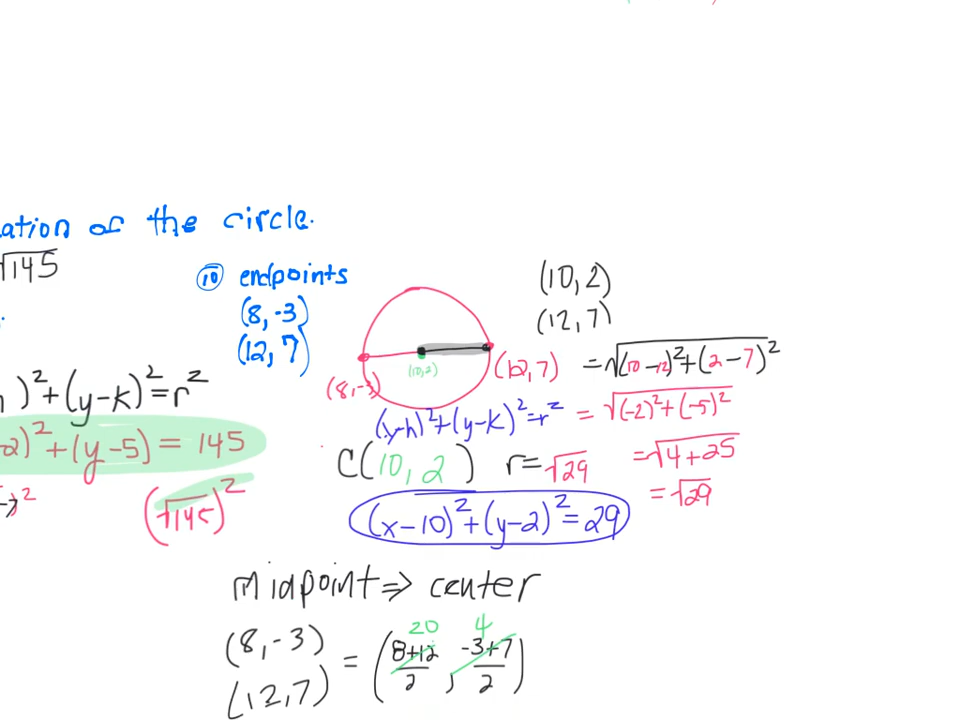 ation of the circle.
√145
)² + (y-k)² = r²
2)² + (y-5) = 145
(√145)²
⑩ endpoints
(8, -3)
(12, 7)
(10,2)
(8,-3)
(12,7)
(y-h)² + (y-k)² = r²
C(10, 2) r = √29
(x-10)² + (y-2)² = 29
(10, 2)
(12, 7)
= √(10-12)² + (2-7)²
= √(-2)² + (-5)²
= √4+25
= √29
midpoint ⇒ center
20 4
(8, -3)
(12, 7) = (8+12/2, -3+7/2)